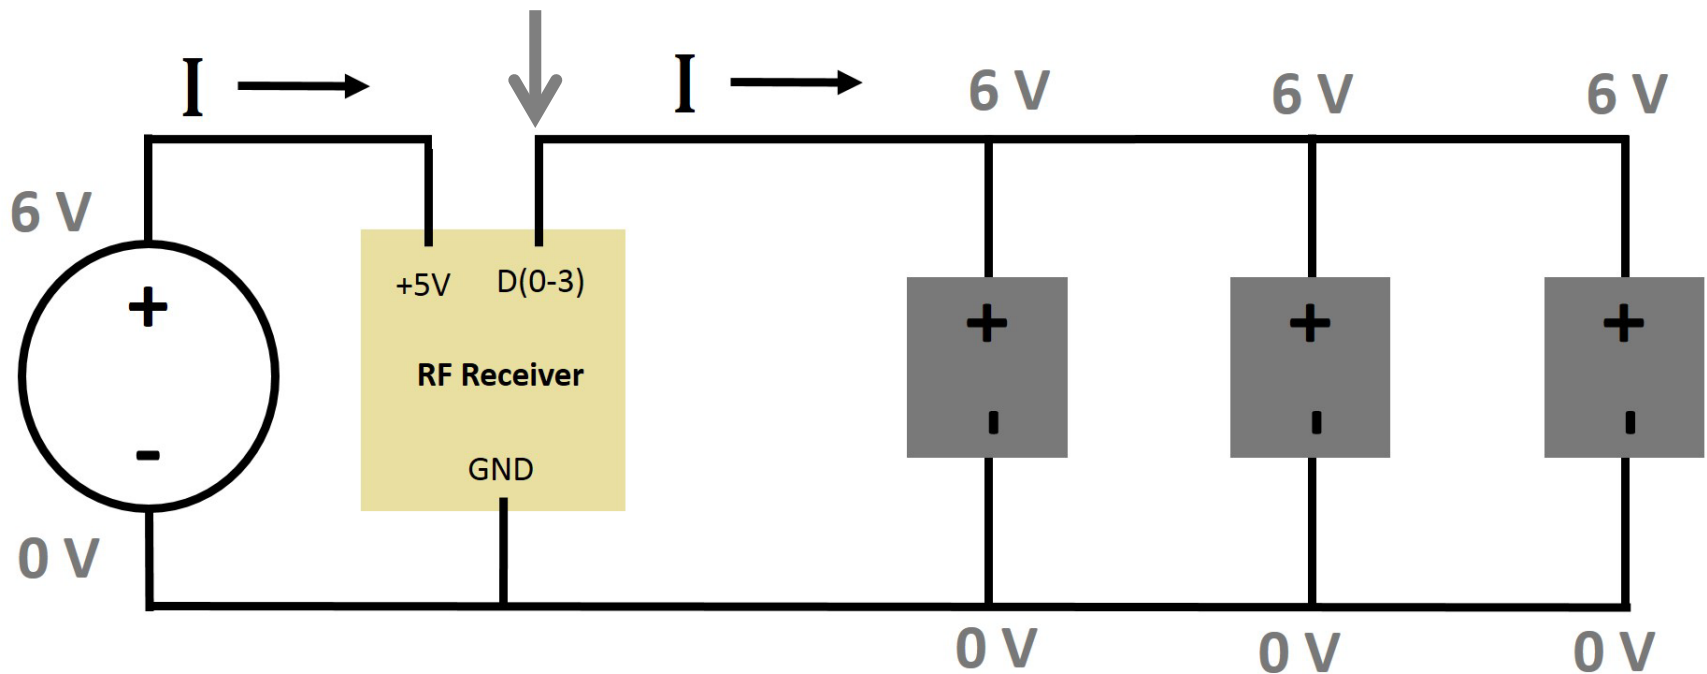 I
I
6 V
6 V
6 V
6 V
+
-
0 V
+5V
D(0-3)
RF Receiver
GND
+
-
+
-
+
-
0 V
0 V
0 V